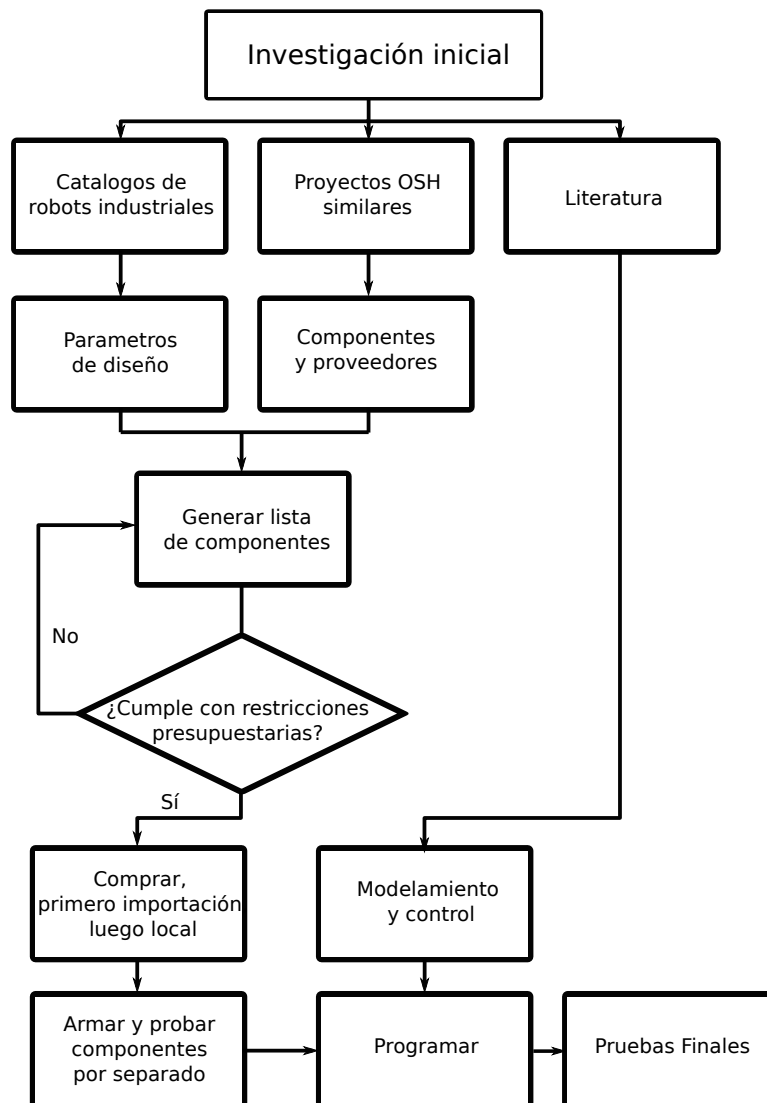 Investigación inicial
Catalogos de
robots industriales
Proyectos OSH
similares
Literatura
Parametros
de diseño
Componentes
y proveedores
Generar lista
de componentes
No
¿Cumple con restricciones
presupuestarias?
Sí
Comprar,
primero importación
luego local
Modelamiento
y control
Armar y probar
componentes
por separado
Programar
Pruebas Finales